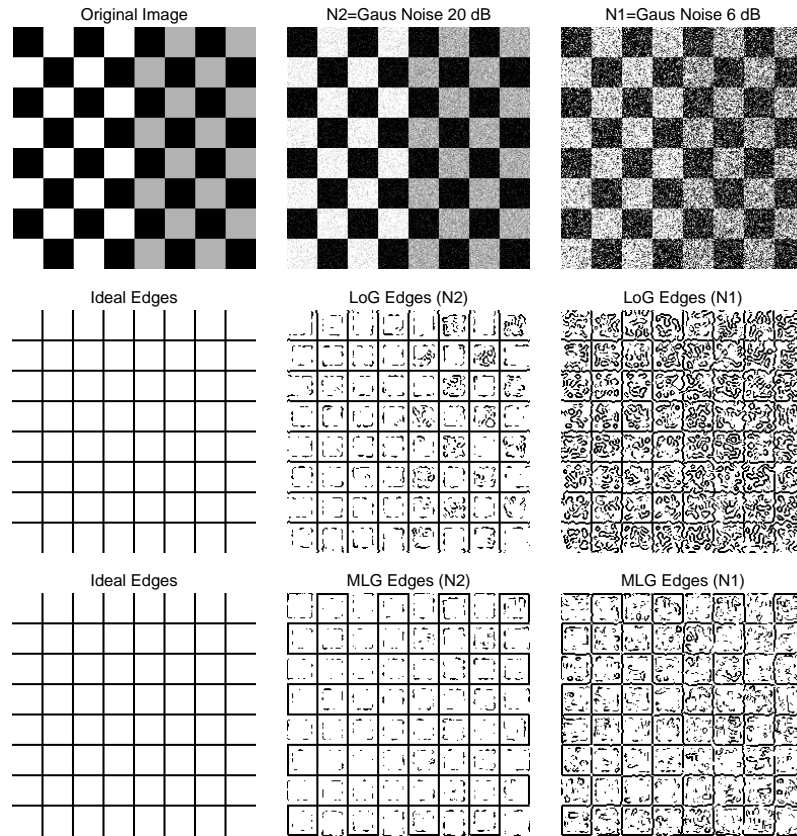 Original Image
N2=Gaus Noise 20 dB
N1=Gaus Noise 6 dB
Ideal Edges
LoG Edges (N2)
LoG Edges (N1)
Ideal Edges
MLG Edges (N2)
MLG Edges (N1)